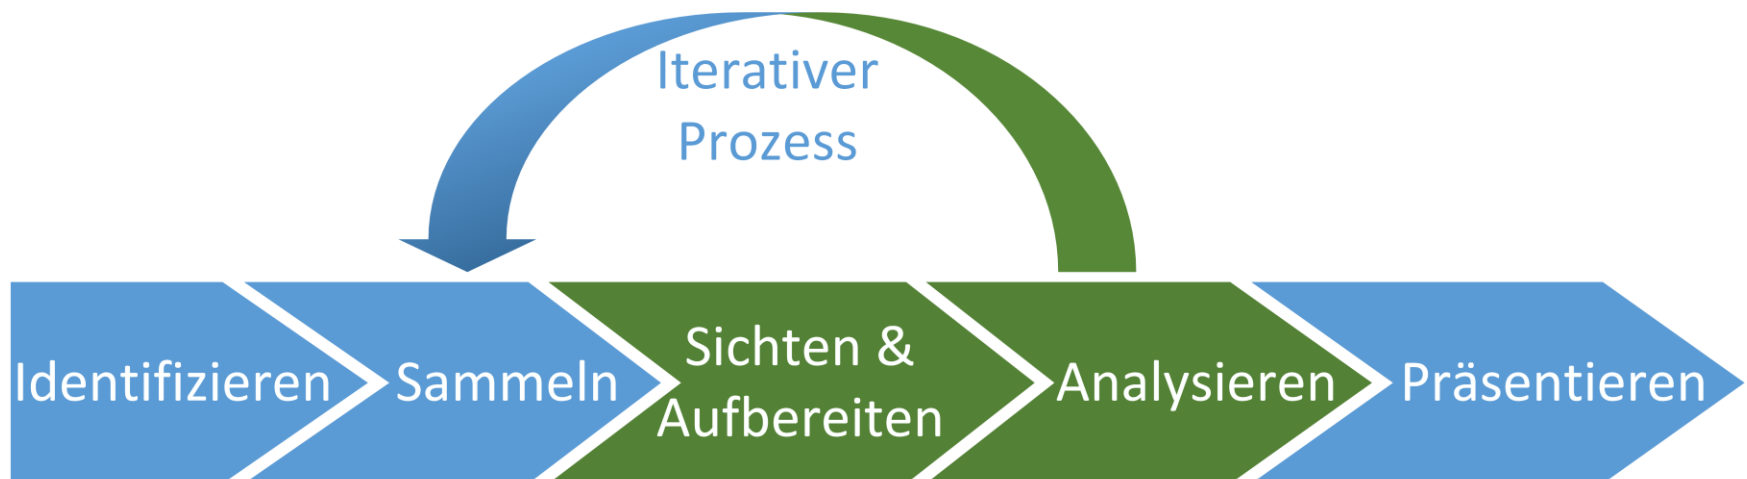 Iterativer
Prozess
Identifizieren
Sammeln
Sichten &
Aufbereiten
Analysieren
Präsentieren